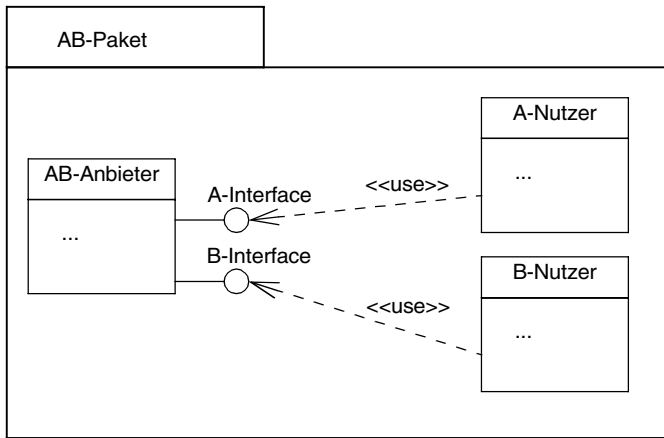 AB-Paket
A-Nutzer
...
AB-Anbieter
...
A-Interface
<<use>>
B-Interface
<<use>>
B-Nutzer
...